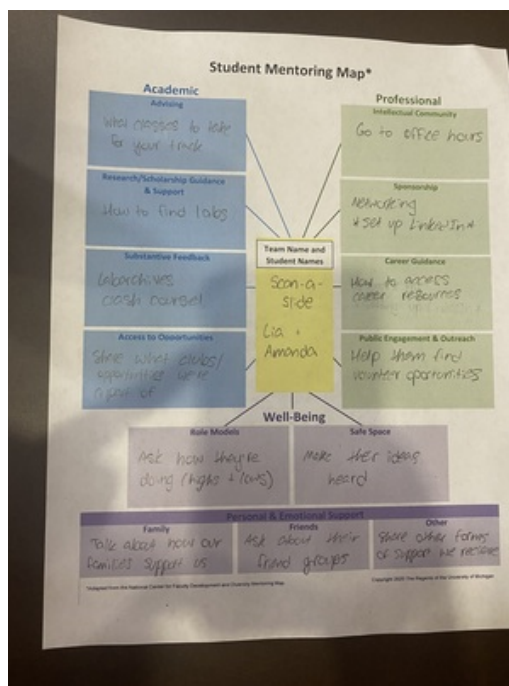 Student Mentoring Map*
Academic
Advising
What classes to take
for your track
Research/Scholarship Guidance
& Support
How to find labs
Substantive Feedback
Labarchives
crash course!
Access to Opportunities
Share what clubs/
opportunities we're
a part of
Professional
Intellectual Community
Go to office hours
Sponsorship
Networking
*set up LinkedIn*
Career Guidance
How to access
career resources
Public Engagement & Outreach
Help them find
volunteer opportunities
Team Name and
Student Names
Scan-a-
slide
Lia +
Amanda
Well-Being
Role Models
Ask how they're
doing (highs + lows)
Safe Space
Make their ideas
heard
Personal & Emotional Support
Family
Talk about how our
families support us
Friends
Ask about their
friend groups
Other
Share other forms
of support we receive
*Adapted from the National Center for Faculty Development and Diversity Mentoring Map.
Copyright 2020 The Regents of the University of Michigan